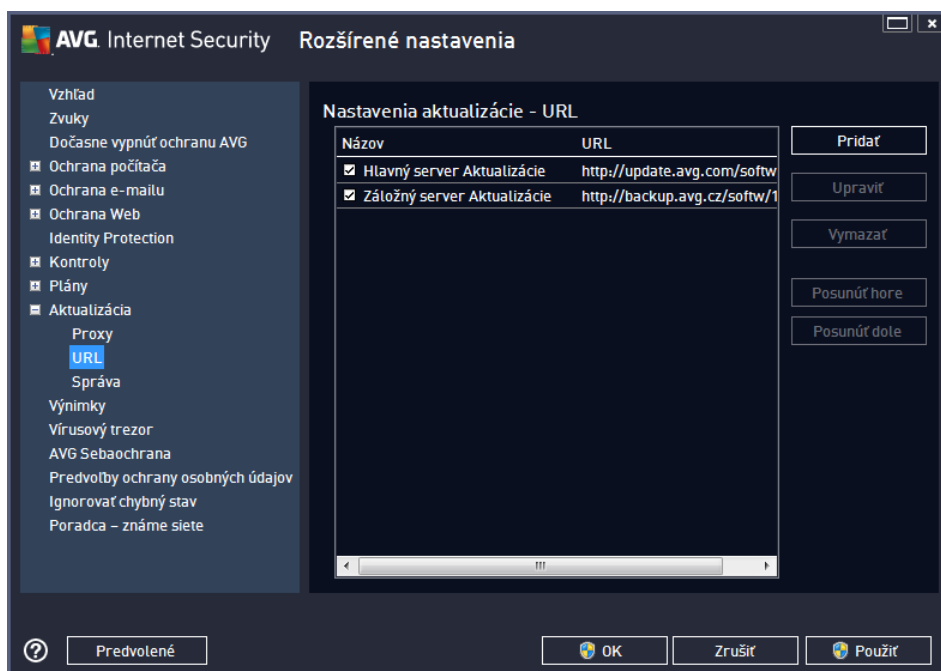 AVG. Internet Security Rozšírené nastavenia
Vzhľad
Zvuky
Dočasne vypnúť ochranu AVG
Ochrana počítača
Ochrana e-mailu
Ochrana Web
Identity Protection
Kontroly
Plány
Aktualizácia
Proxy
URL
Správa
Výnimky
Vírusový trezor
AVG Sebaochrana
Predvoľby ochrany osobných údajov
Ignorovať chybný stav
Poradca – známe siete
Nastavenia aktualizácie - URL
Názov URL
Hlavný server Aktualizácie http://update.avg.com/softw
Záložný server Aktualizácie http://backup.avg.cz/softw/1
Pridať
Upraviť
Vymazať
Posunúť hore
Posunúť dole
Predvolené
OK
Zrušiť
Použiť